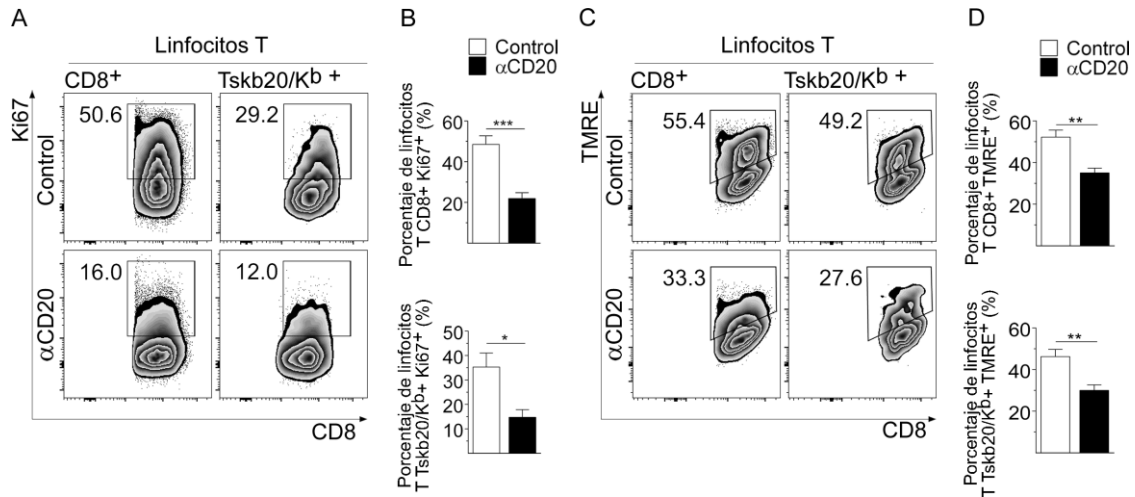 A
Linfocitos T
CD8+
Tskb20/Kb +
Ki67
Control
50.6
29.2
αCD20
16.0
12.0
CD8
B
Control
αCD20
Porcentaje de linfocitos
T CD8+ Ki67+ (%)
60
40
20
***
Porcentaje de linfocitos
T Tskb20/Kb+ Ki67+ (%)
50
40
35
30
20
15
10
*
C
Linfocitos T
CD8+
Tskb20/Kb +
TMRE
Control
55.4
49.2
αCD20
33.3
27.6
CD8
D
Control
αCD20
Porcentaje de linfocitos
T CD8+ TMRE+ (%)
60
40
20
**
Porcentaje de linfocitos
T Tskb20/Kb+ TMRE+ (%)
60
40
20
**